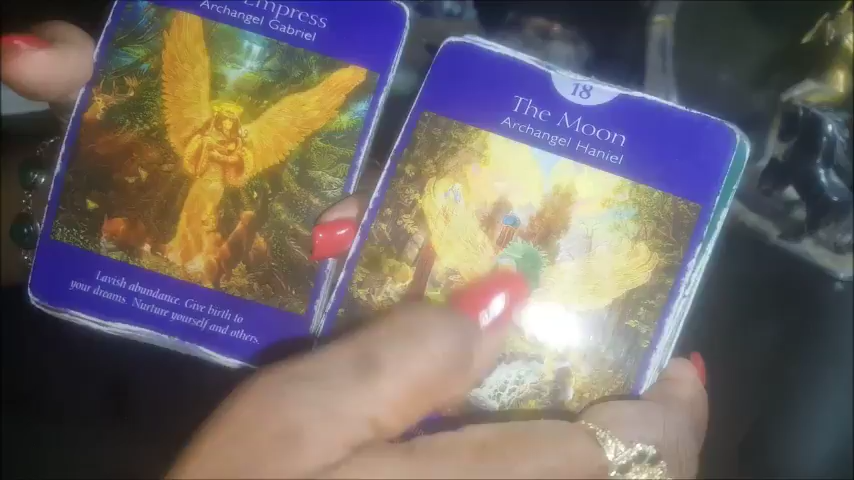 Empress
Archangel Gabriel
Lavish abundance. Give birth to
your dreams. Nurture yourself and others.
18
The Moon
Archangel Haniel